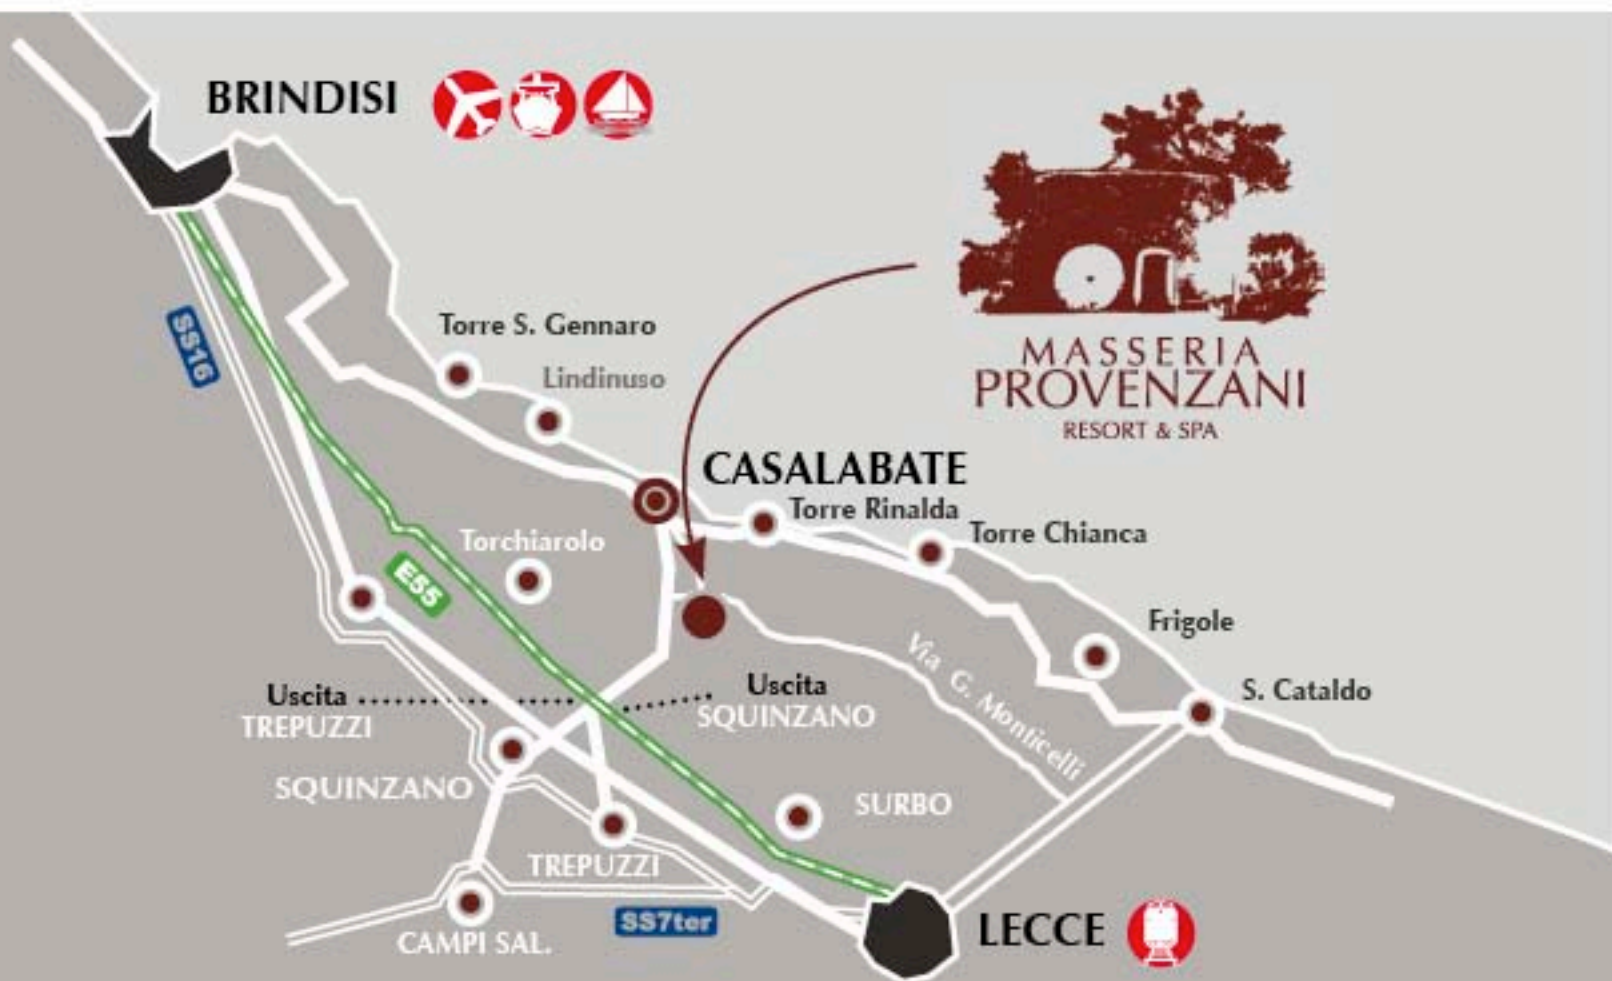 BRINDISI
SS16
Torre S. Gennaro
Lindinuso
MASSERIA
PROVENZANI
RESORT & SPA
CASALABATE
Torre Rinalda
Torre Chianca
Torchiarolo
E55
Frigole
Via G. Monticelli
S. Cataldo
Uscita
TREPUZZI
Uscita
SQUINZANO
SQUINZANO
SURBO
TREPUZZI
SS7ter
CAMPI SAL.
LECCE